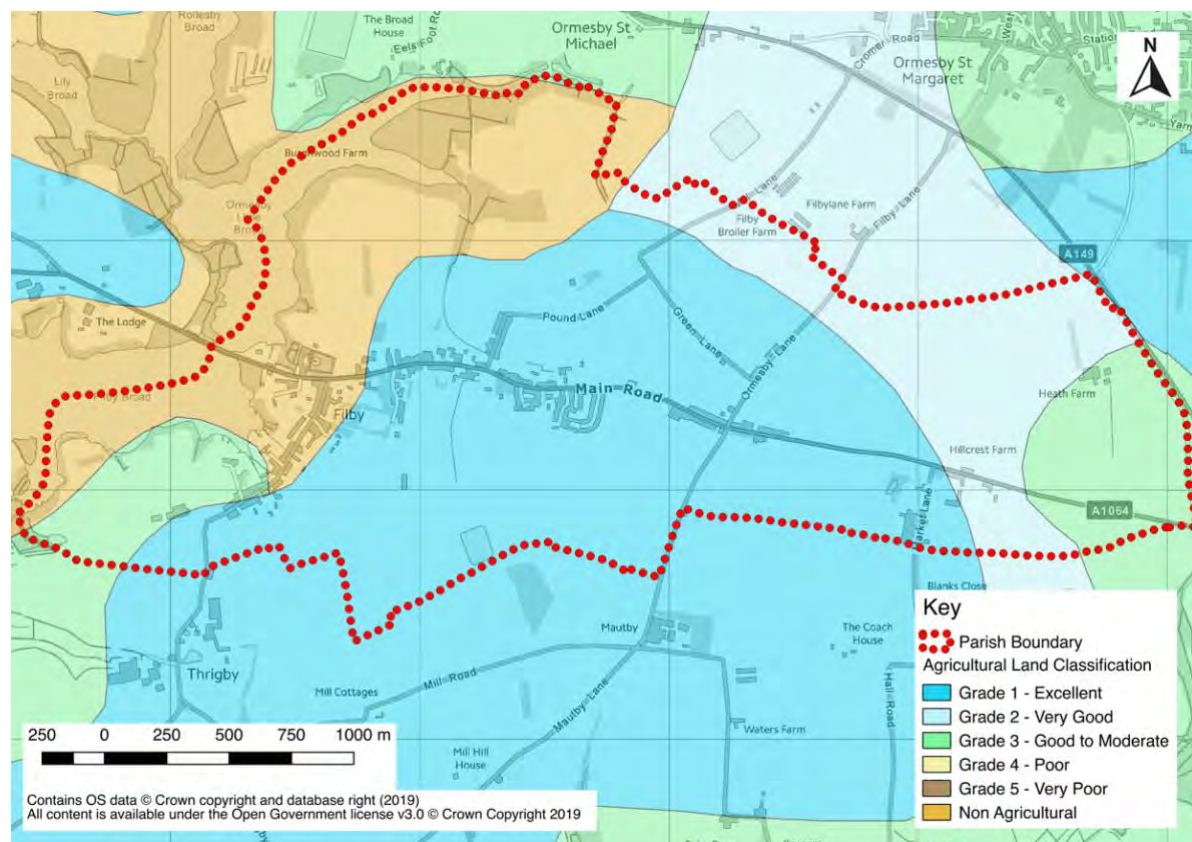 Rollesby
Broad
The Broad
House
Eels Foot Ro
Ormesby St
Michael
Cromer Road
West
Station
Ormesby St
Margaret
Yarm
N
Lily
Broad
Burghwood Farm
Ormesby
Little
Broad
Lane
Filby
Broiler Farm
Filbylane Farm
Filby Lane
A149
The Lodge
Pound Lane
Green Lane
Ormesby Lane
Main Road
Heath Farm
Filby Broad
Filby
Hillcrest Farm
Market Lane
A1064
Blanks Close
Mautby
The Coach
House
Thrigby
Mill Cottages
Mill Road
Mautby Lane
Hall Road
Waters Farm
Mill Hill
House
Key
Parish Boundary
Agricultural Land Classification
Grade 1 - Excellent
Grade 2 - Very Good
Grade 3 - Good to Moderate
Grade 4 - Poor
Grade 5 - Very Poor
Non Agricultural
250 0 250 500 750 1000 m
Contains OS data © Crown copyright and database right (2019)
All content is available under the Open Government license v3.0 © Crown Copyright 2019